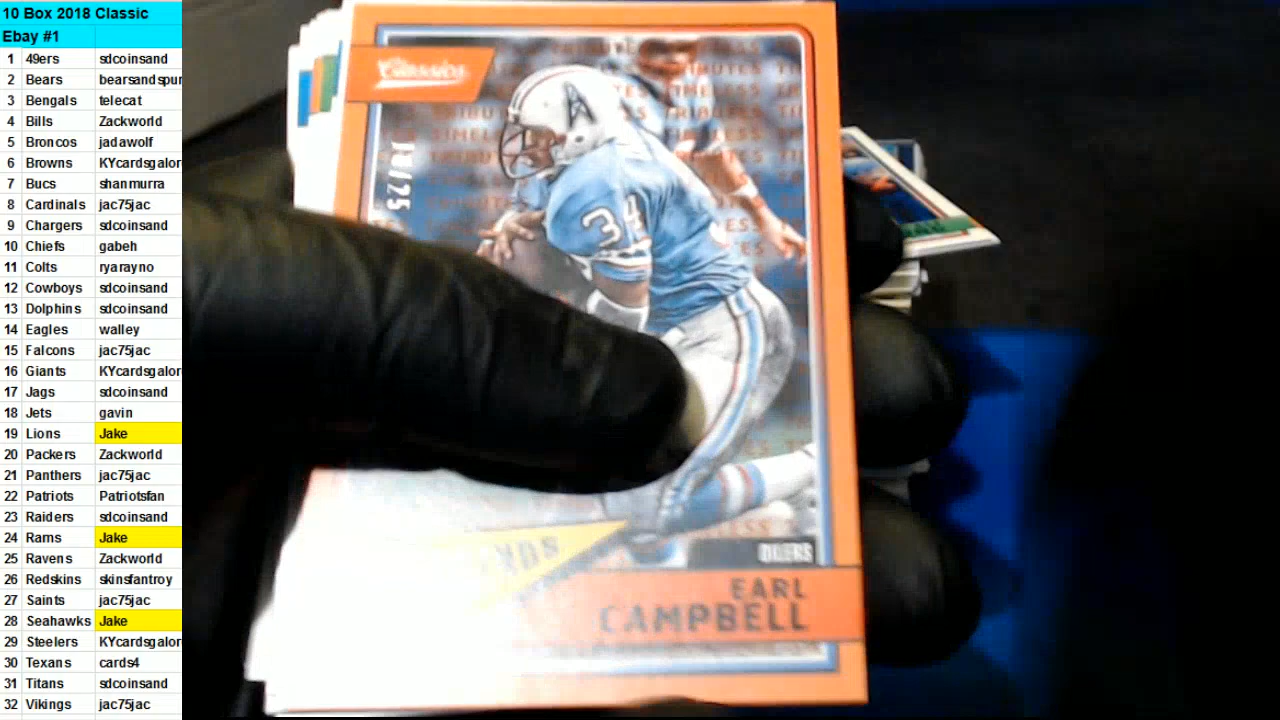 10 Box 2018 Classic
Ebay #1
1 49ers sdcoinsand
2 Bears bearsandspur
3 Bengals telecat
4 Bills Zackworld
5 Broncos jadawolf
6 Browns KYcardsgalor
7 Bucs shanmurra
8 Cardinals jac75jac
9 Chargers sdcoinsand
10 Chiefs gabeh
11 Colts ryarayno
12 Cowboys sdcoinsand
13 Dolphins sdcoinsand
14 Eagles walley
15 Falcons jac75jac
16 Giants KYcardsgalor
17 Jags sdcoinsand
18 Jets gavin
19 Lions Jake
20 Packers Zackworld
21 Panthers jac75jac
22 Patriots Patriotsfan
23 Raiders sdcoinsand
24 Rams Jake
25 Ravens Zackworld
26 Redskins skinsfantroy
27 Saints jac75jac
28 Seahawks Jake
29 Steelers KYcardsgalor
30 Texans cards4
31 Titans sdcoinsand
32 Vikings jac75jac
CLASSICS
34
OILERS
EARL
CAMPBELL